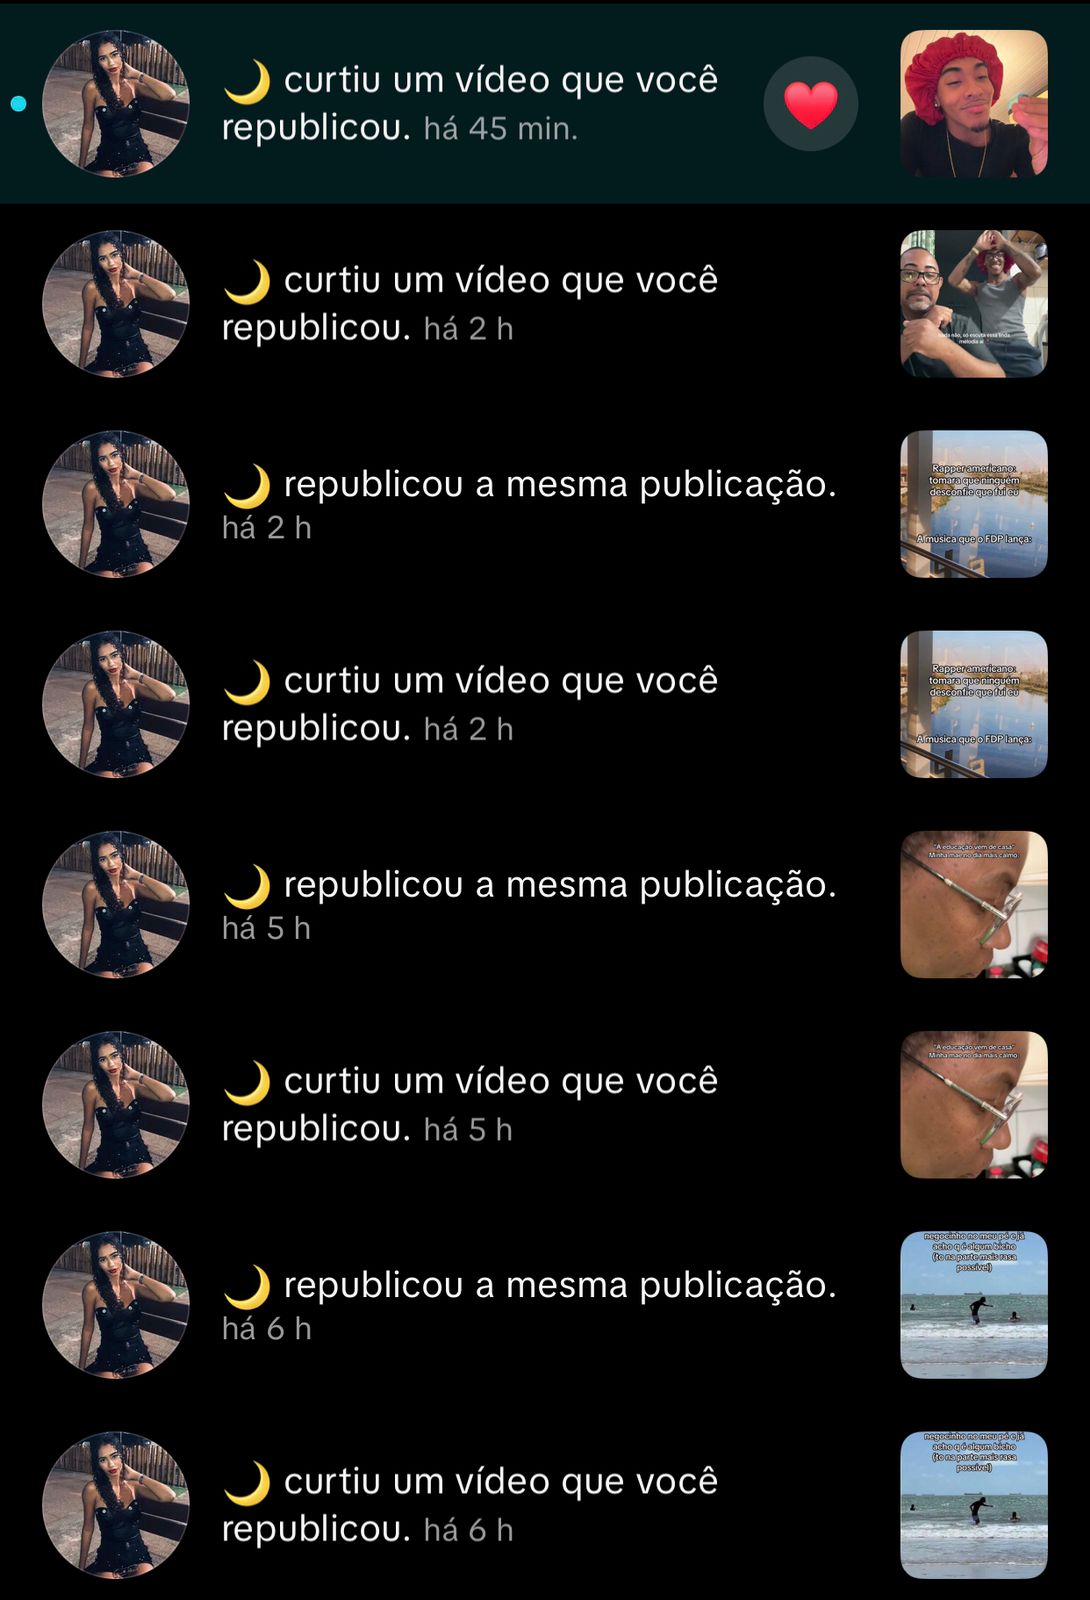 🌙 curtiu um vídeo que você
republicou. há 45 min.
🌙 curtiu um vídeo que você
republicou. há 2 h
não, só escuta essa linda
melodia aí
🌙 republicou a mesma publicação.
há 2 h
Rapper americano:
tomara que ninguém
desconfie que fui eu
A música que o FDP lança:
🌙 curtiu um vídeo que você
republicou. há 2 h
Rapper americano:
tomara que ninguém
desconfie que fui eu
A música que o FDP lança:
🌙 republicou a mesma publicação.
há 5 h
"A educação vem de casa"
Minha mãe no dia mais calmo:
🌙 curtiu um vídeo que você
republicou. há 5 h
"A educação vem de casa"
Minha mãe no dia mais calmo:
🌙 republicou a mesma publicação.
há 6 h
negocinho no meu pé e já
acho q é algum bicho
(to na parte mais rasa
possível)
🌙 curtiu um vídeo que você
republicou. há 6 h
negocinho no meu pé e já
acho q é algum bicho
(to na parte mais rasa
possível)